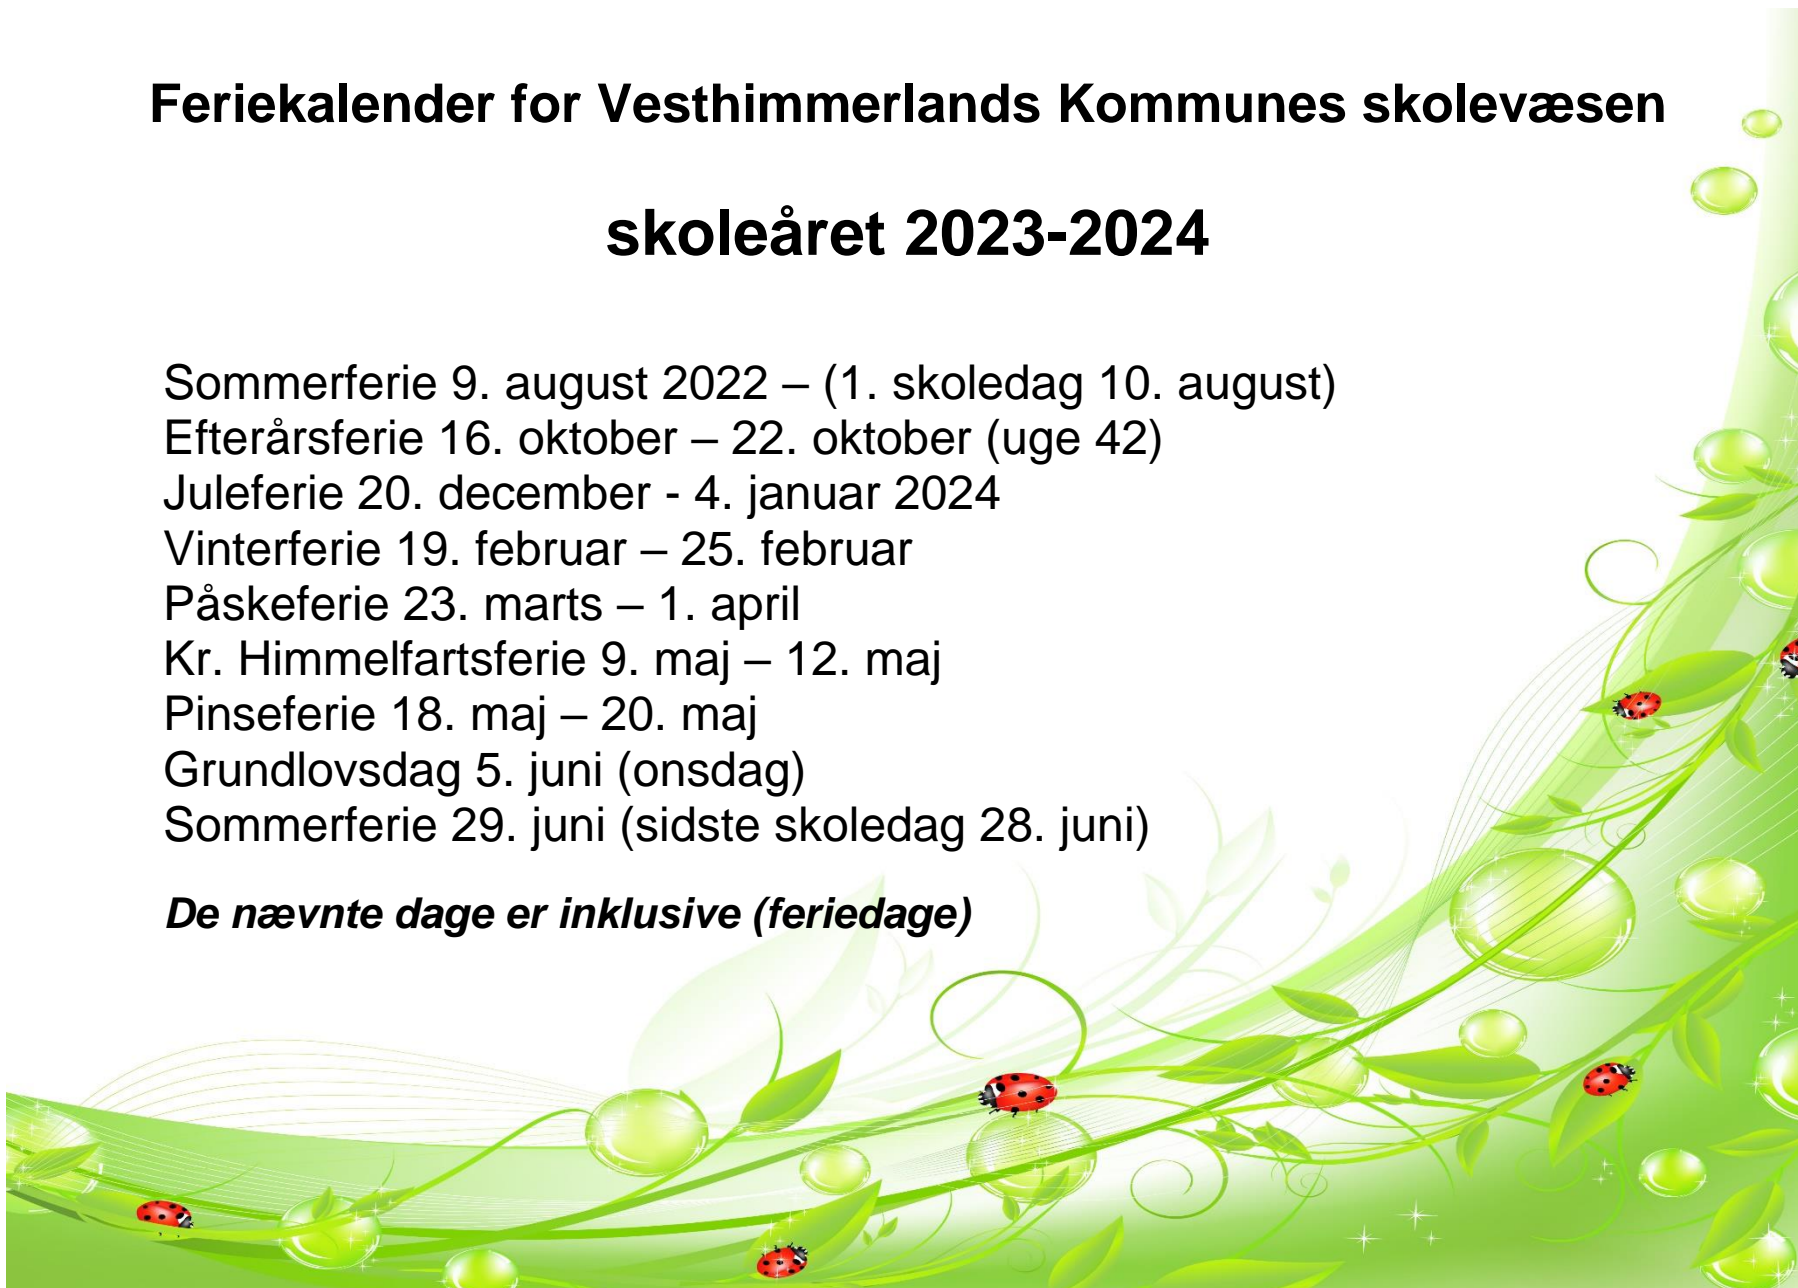 Feriekalender for Vesthimmerlands Kommunes skolevæsen
skoleåret 2023-2024
Sommerferie 9. august 2022 – (1. skoledag 10. august)
Efterårsferie 16. oktober – 22. oktober (uge 42)
Juleferie 20. december - 4. januar 2024
Vinterferie 19. februar – 25. februar
Påskeferie 23. marts – 1. april
Kr. Himmelfartsferie 9. maj – 12. maj
Pinseferie 18. maj – 20. maj
Grundlovsdag 5. juni (onsdag)
Sommerferie 29. juni (sidste skoledag 28. juni)
De nævnte dage er inklusive (feriedage)